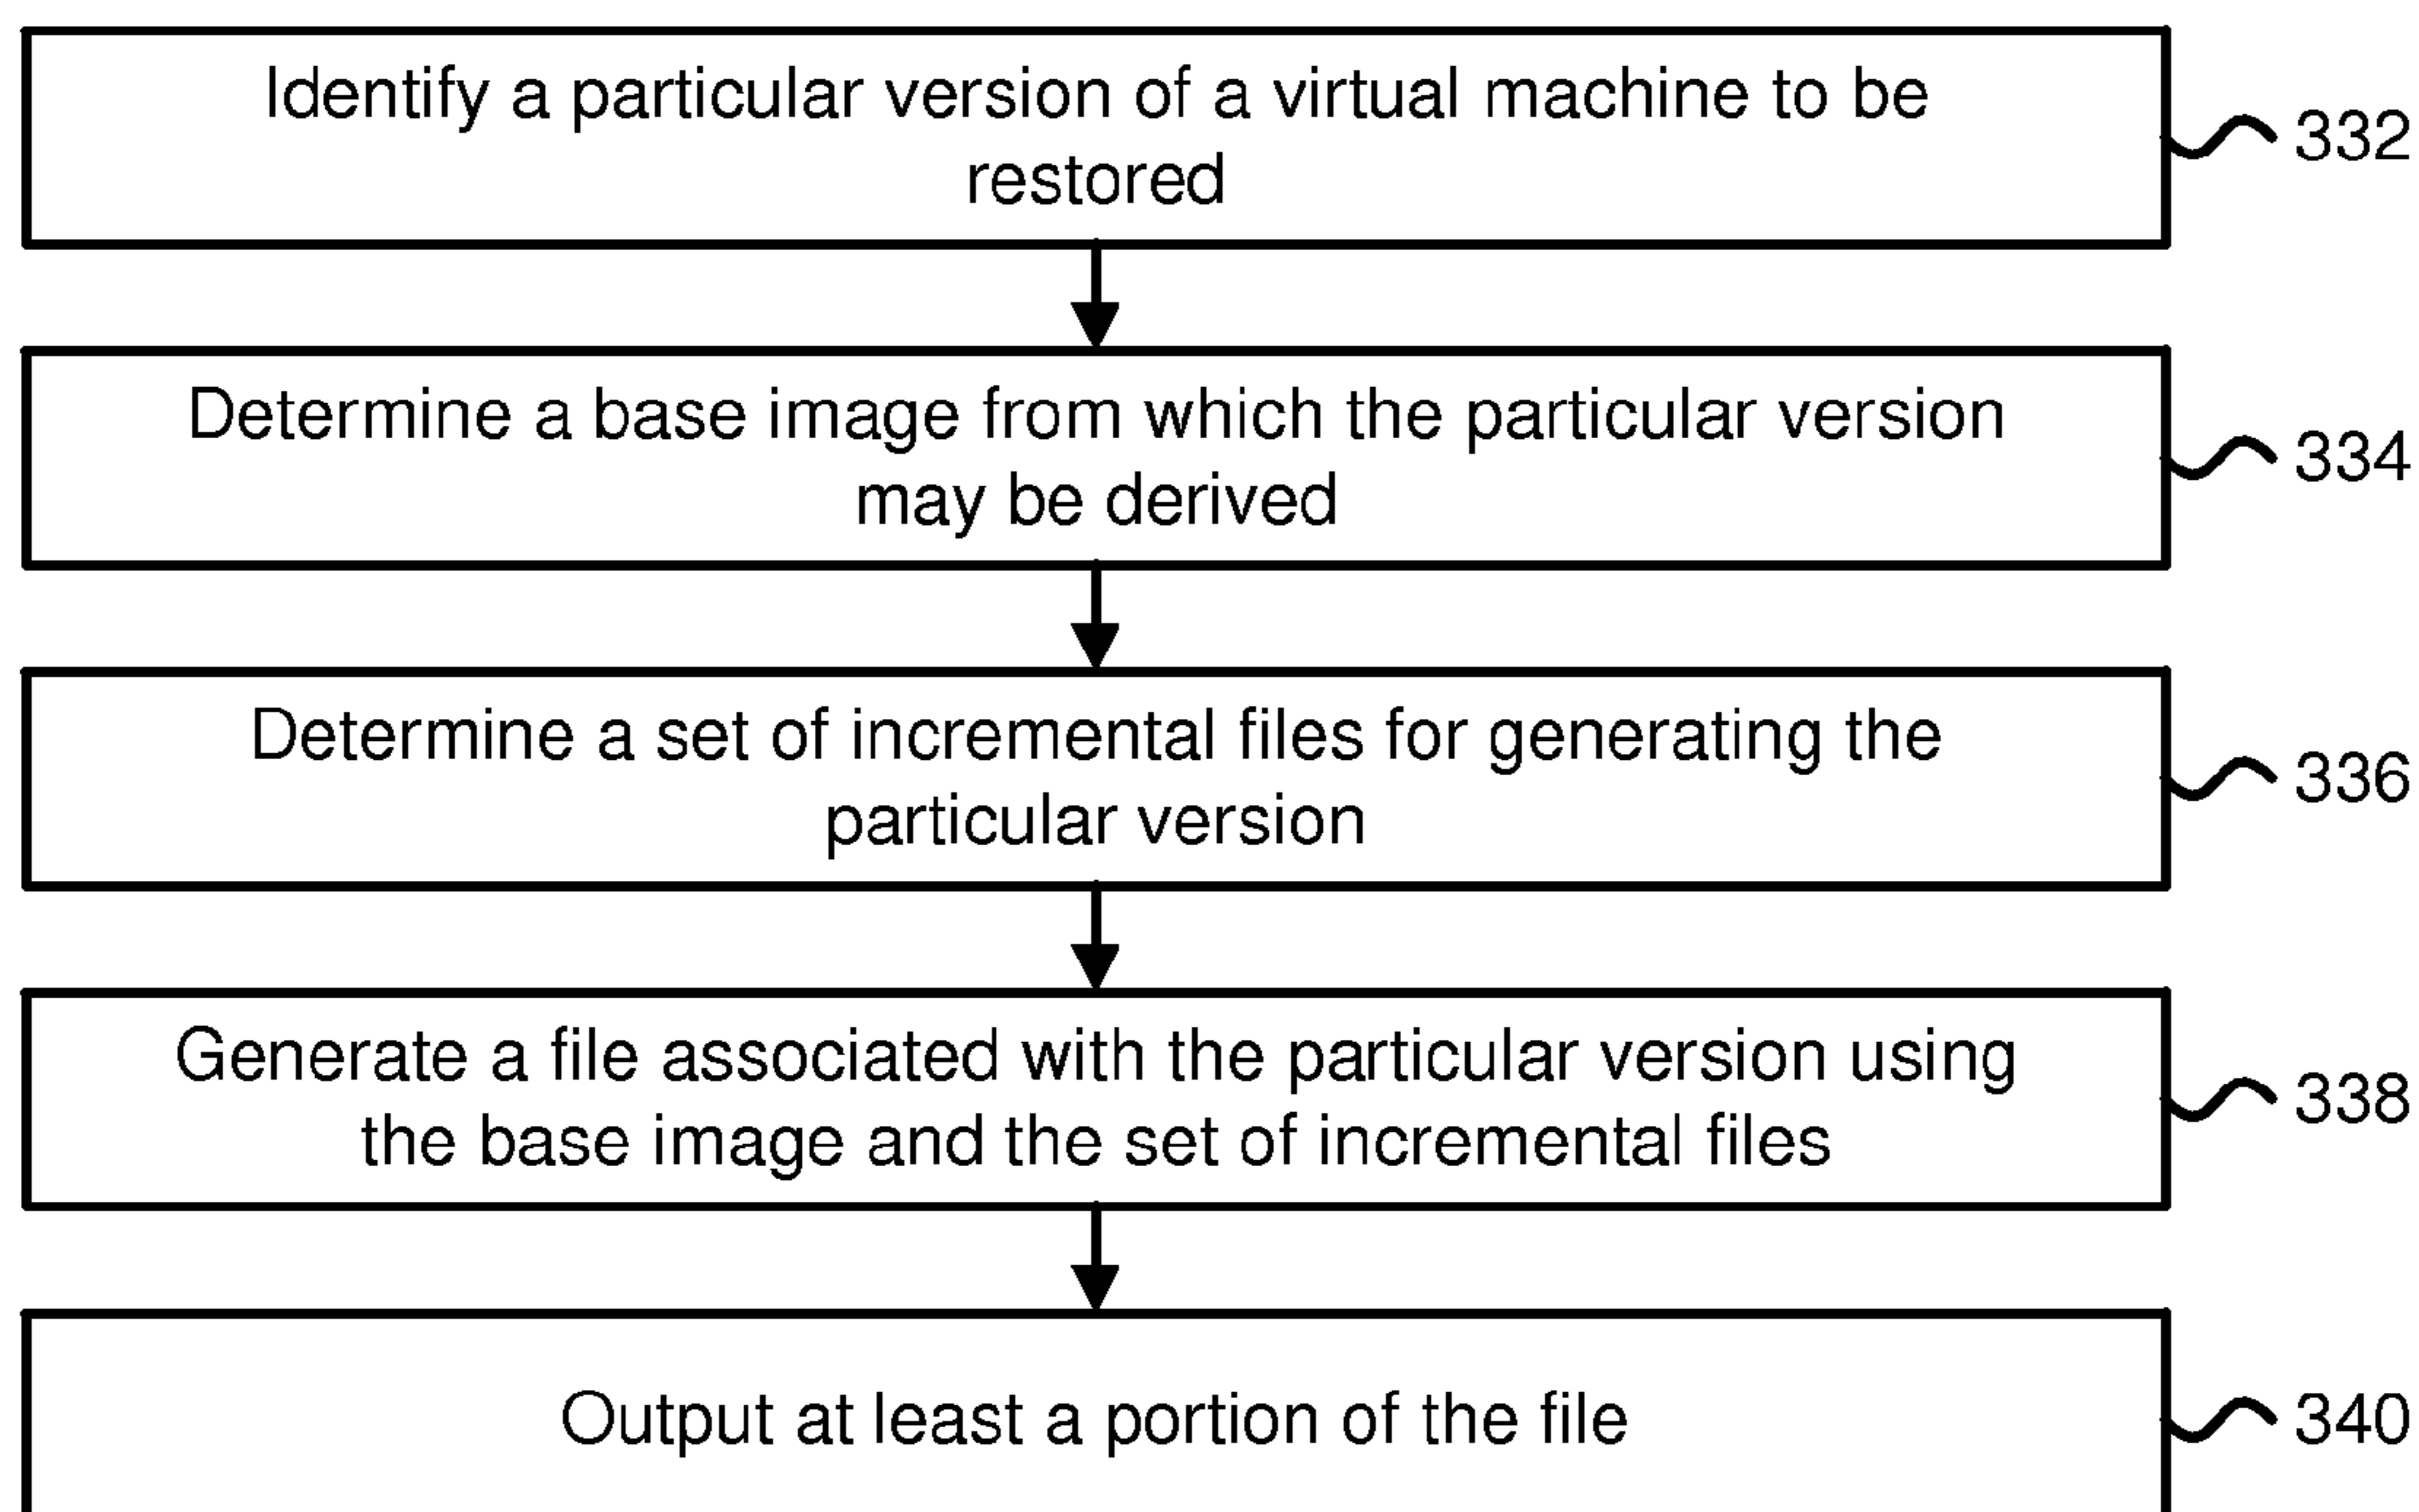 Identify a particular version of a virtual machine to be
restored
332
Determine a base image from which the particular version
may be derived
334
Determine a set of incremental files for generating the
particular version
336
Generate a file associated with the particular version using
the base image and the set of incremental files
338
Output at least a portion of the file
340